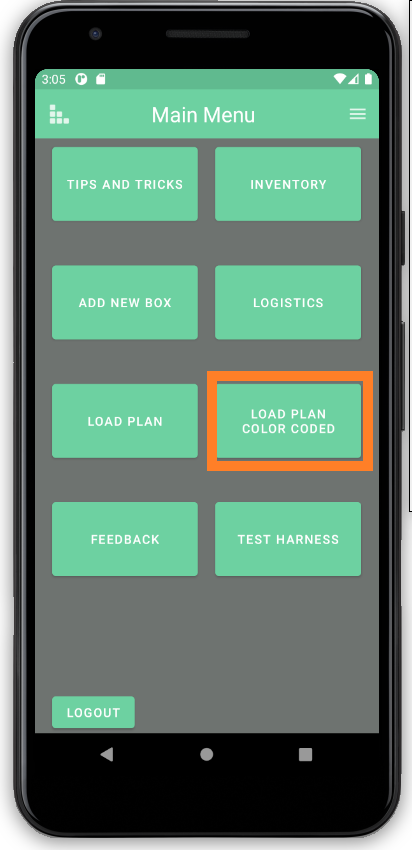 3:05
Main Menu
TIPS AND TRICKS
INVENTORY
ADD NEW BOX
LOGISTICS
LOAD PLAN
LOAD PLAN
COLOR CODED
FEEDBACK
TEST HARNESS
LOGOUT